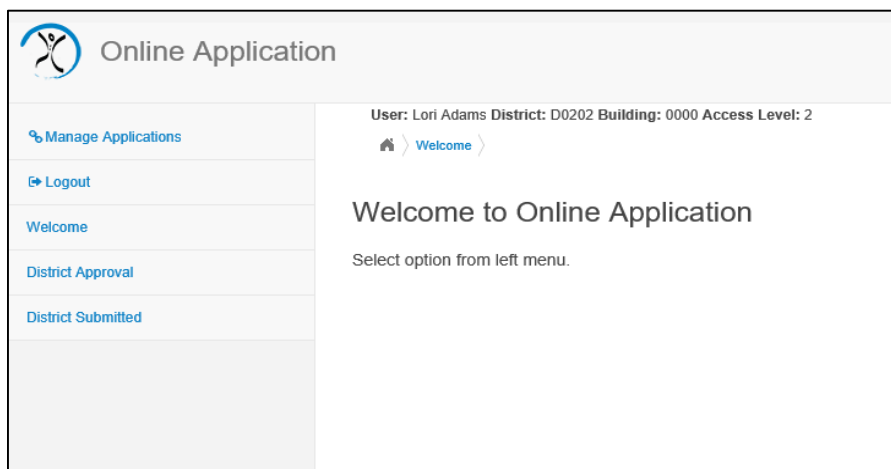 Online Application
User: Lori Adams District: D0202 Building: 0000 Access Level: 2
Manage Applications
Welcome
Logout
Welcome
Welcome to Online Application
District Approval
Select option from left menu.
District Submitted